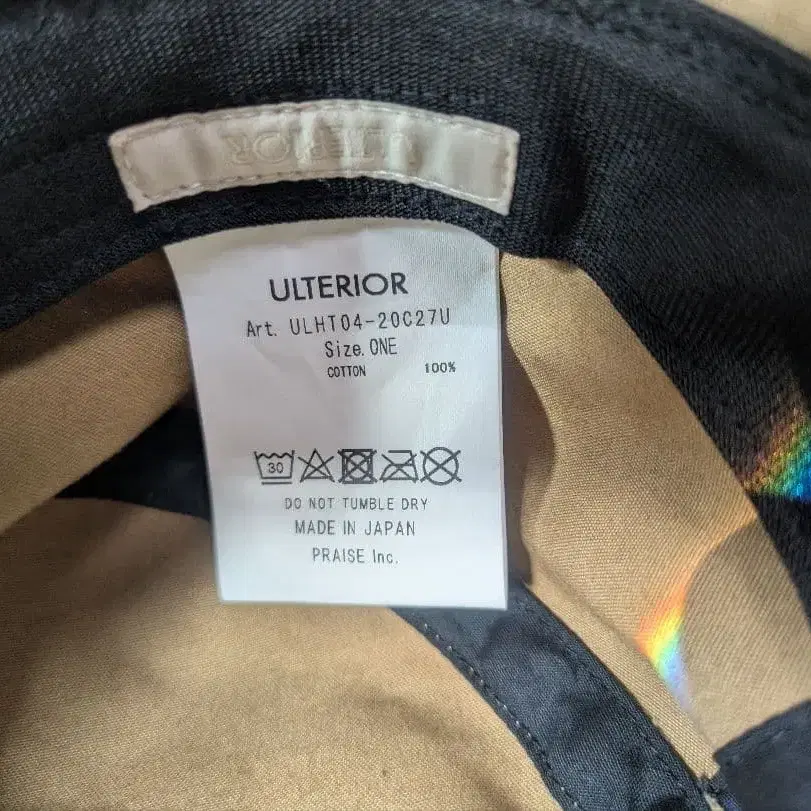 ULTERIOR
ULTERIOR
Art. ULHT04-20C27U
Size. ONE
COTTON 100%
30
DO NOT TUMBLE DRY
MADE IN JAPAN
PRAISE Inc.